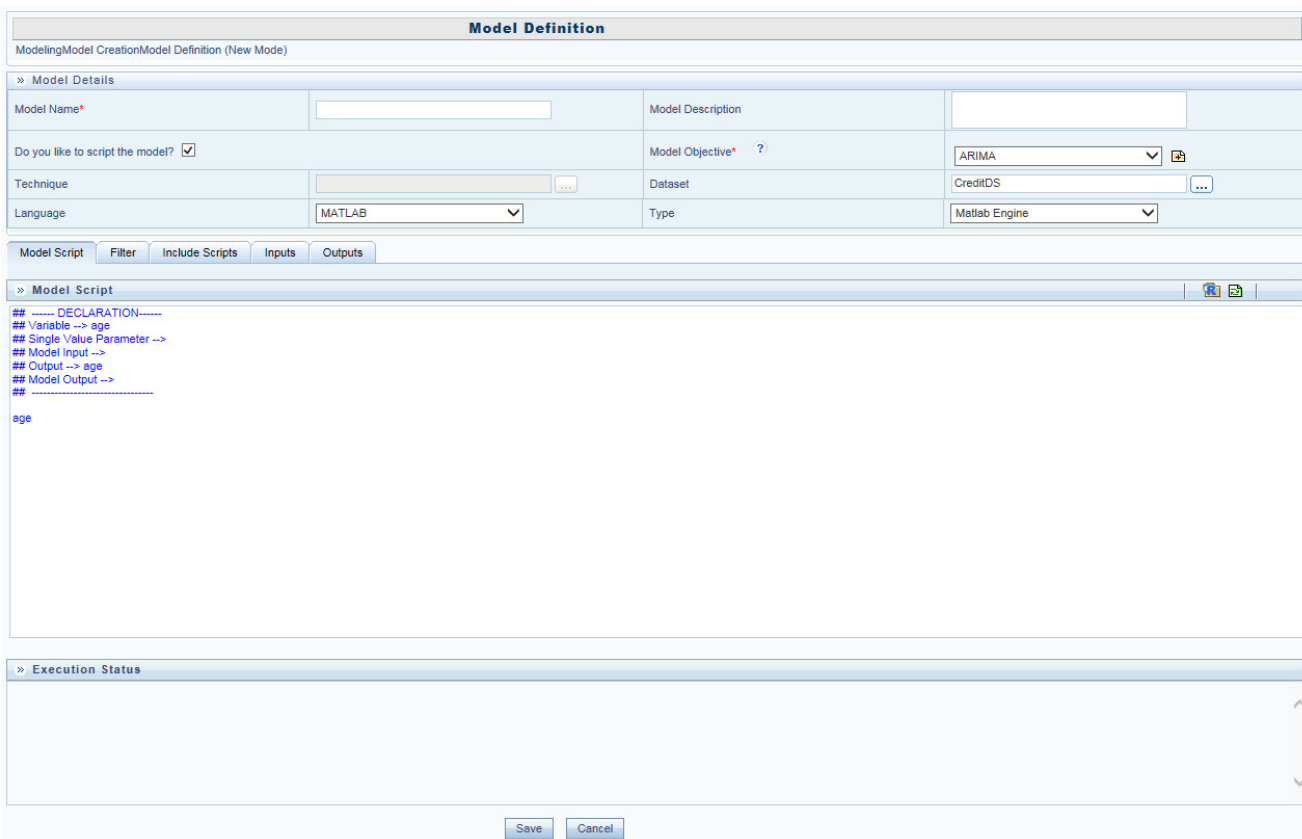 Model Definition
ModelingModel CreationModel Definition (New Mode)
» Model Details
Model Name*
Model Description
Do you like to script the model?
Model Objective* ?
ARIMA
Technique
...
Dataset
CreditDS
...
Language
MATLAB
Type
Matlab Engine
Model Script
Filter
Include Scripts
Inputs
Outputs
» Model Script
R
## ------ DECLARATION------
## Variable --> age
## Single Value Parameter -->
## Model Input -->
## Output --> age
## Model Output -->
## --------------------------------
age
» Execution Status
Save
Cancel